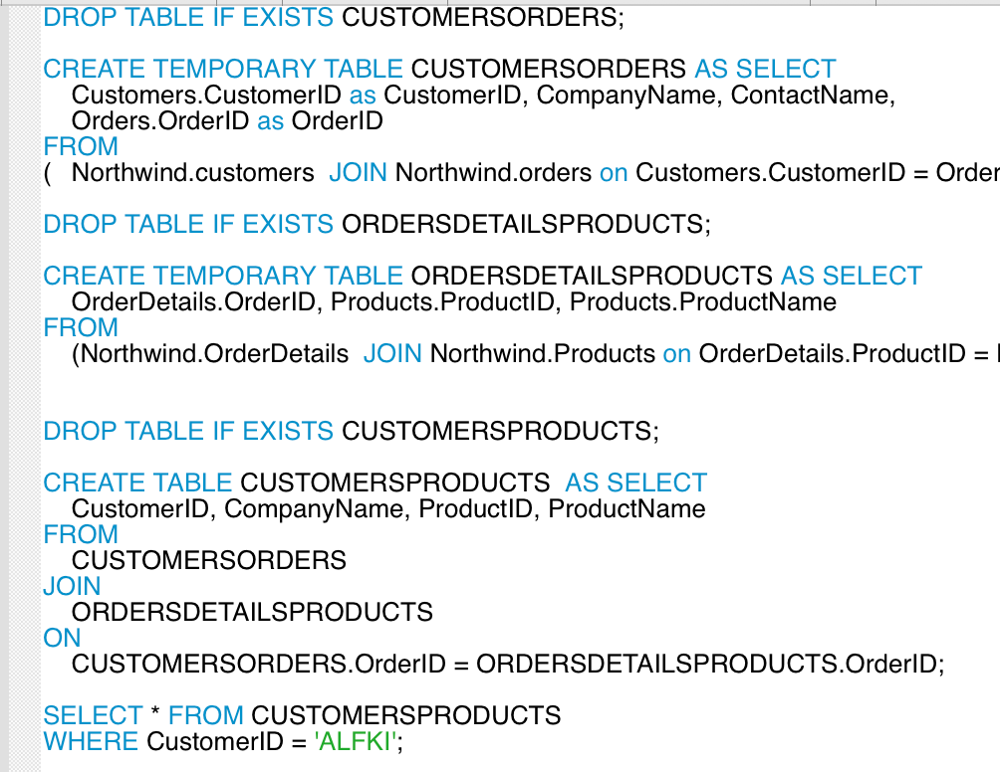 DROP TABLE IF EXISTS CUSTOMERSORDERS;
CREATE TEMPORARY TABLE CUSTOMERSORDERS AS SELECT
Customers.CustomerID as CustomerID, CompanyName, ContactName,
Orders.OrderID as OrderID
FROM
( Northwind.customers JOIN Northwind.orders on Customers.CustomerID = Order
DROP TABLE IF EXISTS ORDERSDETAILSPRODUCTS;
CREATE TEMPORARY TABLE ORDERSDETAILSPRODUCTS AS SELECT
OrderDetails.OrderID, Products.ProductID, Products.ProductName
FROM
(Northwind.OrderDetails JOIN Northwind.Products on OrderDetails.ProductID =
DROP TABLE IF EXISTS CUSTOMERSPRODUCTS;
CREATE TABLE CUSTOMERSPRODUCTS AS SELECT
CustomerID, CompanyName, ProductID, ProductName
FROM
CUSTOMERSORDERS
JOIN
ORDERSDETAILSPRODUCTS
ON
CUSTOMERSORDERS.OrderID = ORDERSDETAILSPRODUCTS.OrderID;
SELECT * FROM CUSTOMERSPRODUCTS
WHERE CustomerID = 'ALFKI';